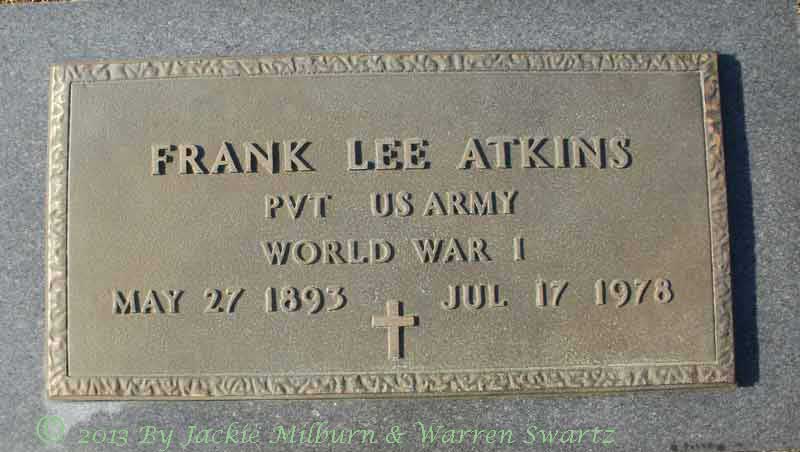 FRANK LEE ATKINS
PVT US ARMY
WORLD WAR I
MAY 27 1893 JUL 17 1978
© 2013 By Jackie Milburn & Warren Swartz